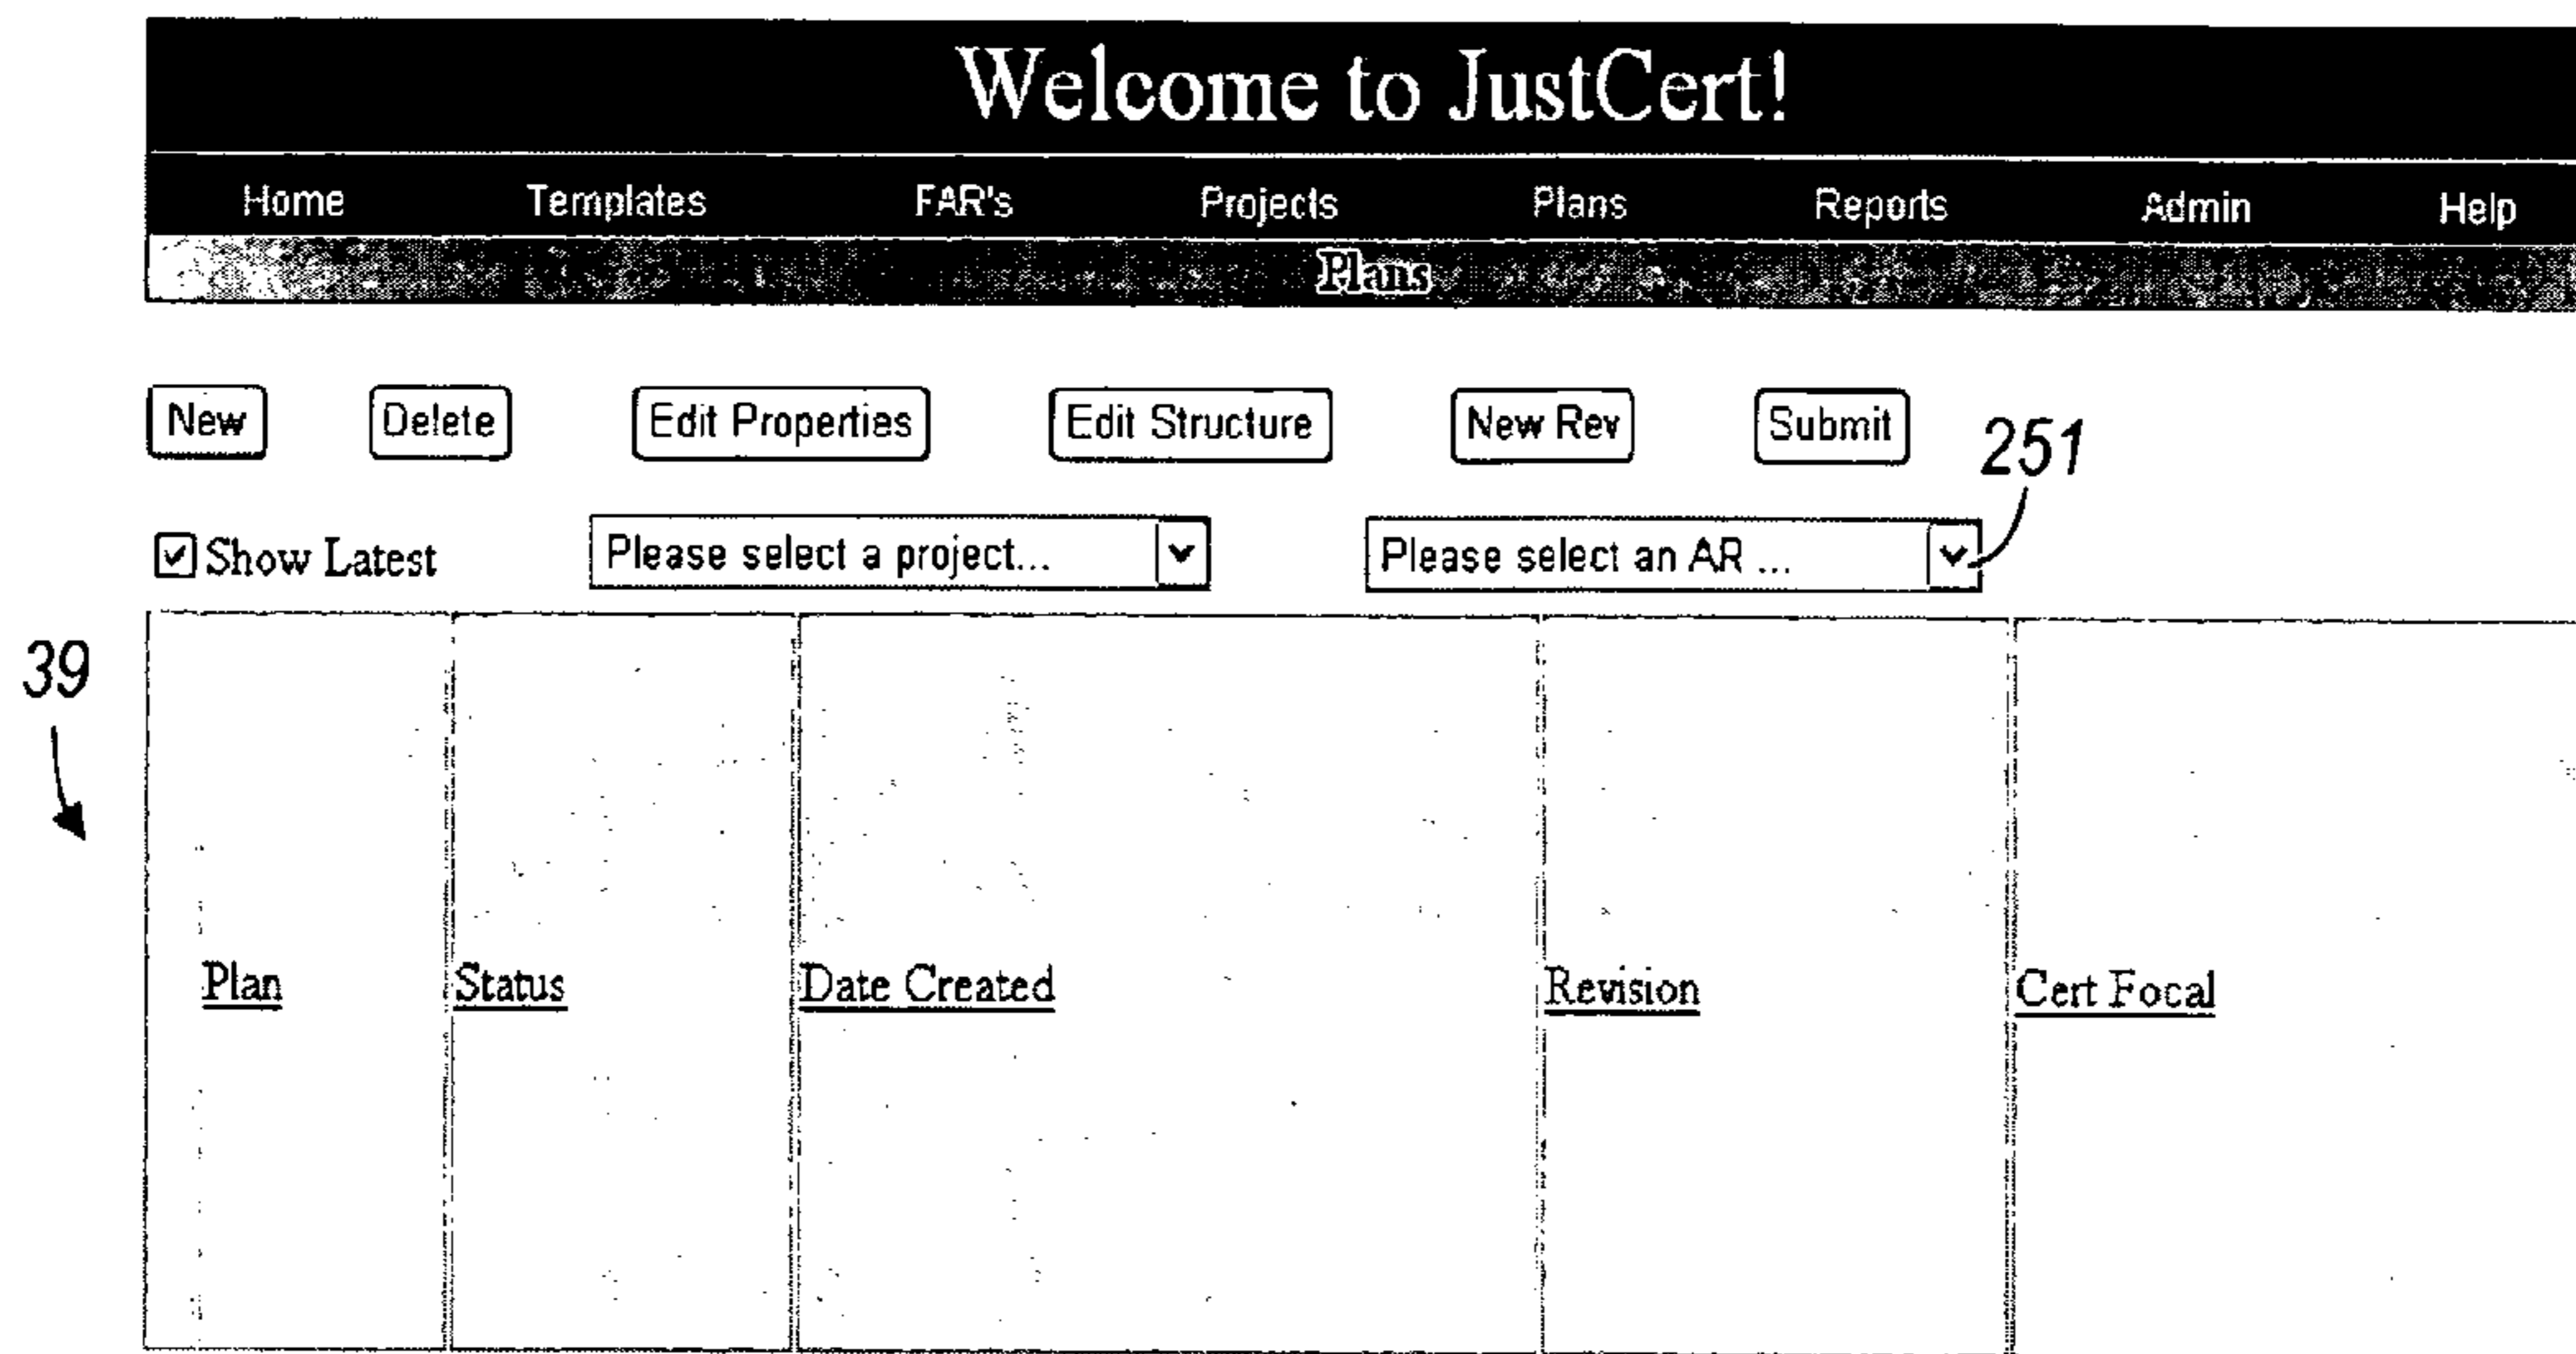 Welcome to JustCert!
Home Templates FAR's Projects Plans Reports Admin Help
Plans
New Delete Edit Properties Edit Structure New Rev Submit 251
Show Latest Please select a project... Please select an AR ...
39
Plan Status Date Created Revision Cert Focal